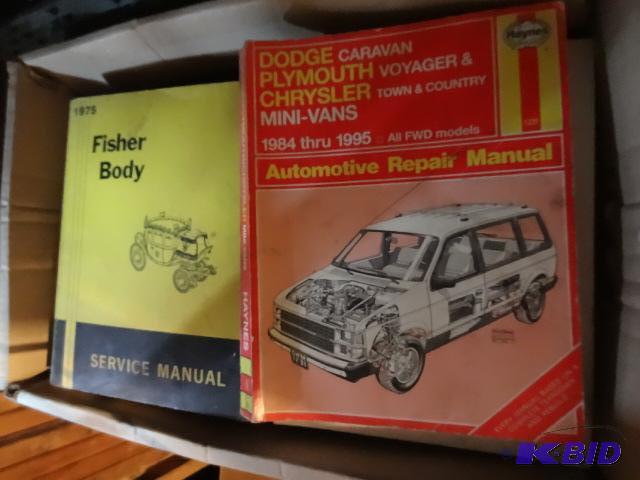 1975
Fisher
Body
SERVICE MANUAL
Haynes
DODGE CARAVAN
PLYMOUTH VOYAGER &
CHRYSLER TOWN & COUNTRY
MINI-VANS
1984 thru 1995 All FWD models
Automotive Repair Manual
HAYNES
K-BID